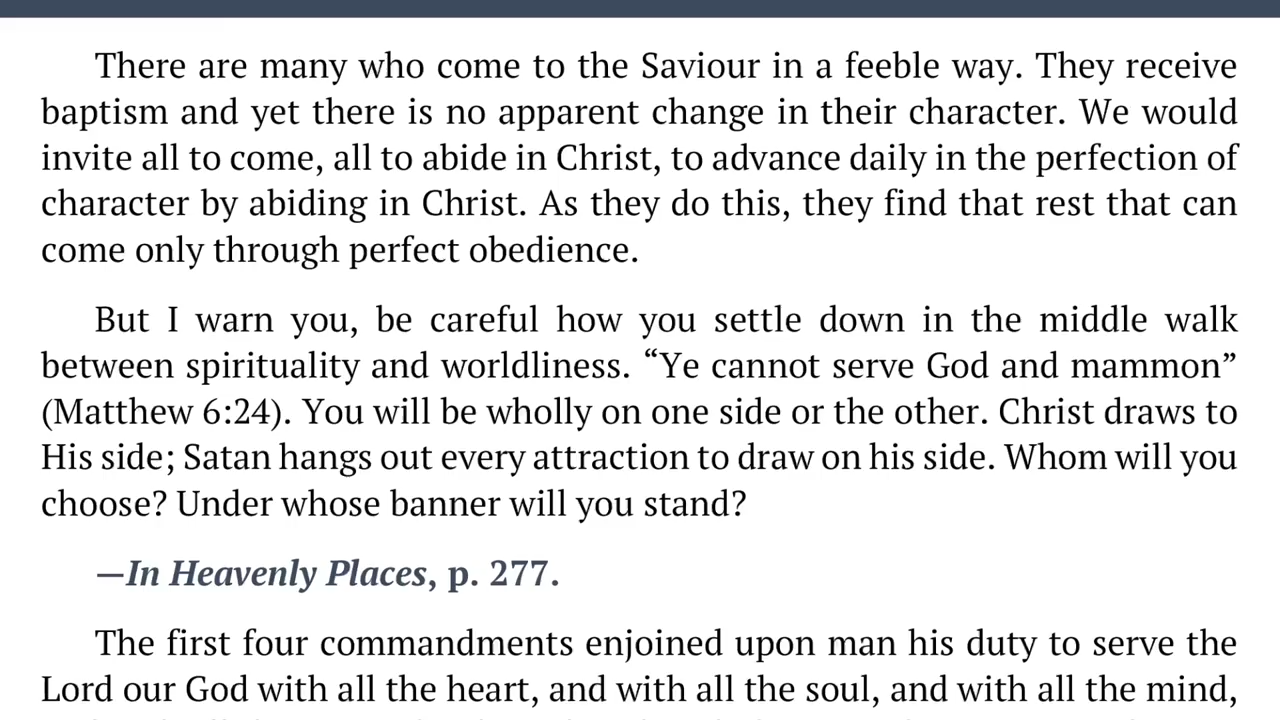 There are many who come to the Saviour in a feeble way. They receive
baptism and yet there is no apparent change in their character. We would
invite all to come, all to abide in Christ, to advance daily in the perfection of
character by abiding in Christ. As they do this, they find that rest that can
come only through perfect obedience.
But I warn you, be careful how you settle down in the middle walk
between spirituality and worldliness. “Ye cannot serve God and mammon”
(Matthew 6:24). You will be wholly on one side or the other. Christ draws to
His side; Satan hangs out every attraction to draw on his side. Whom will you
choose? Under whose banner will you stand?
—In Heavenly Places, p. 277.
The first four commandments enjoined upon man his duty to serve the
Lord our God with all the heart, and with all the soul, and with all the mind,